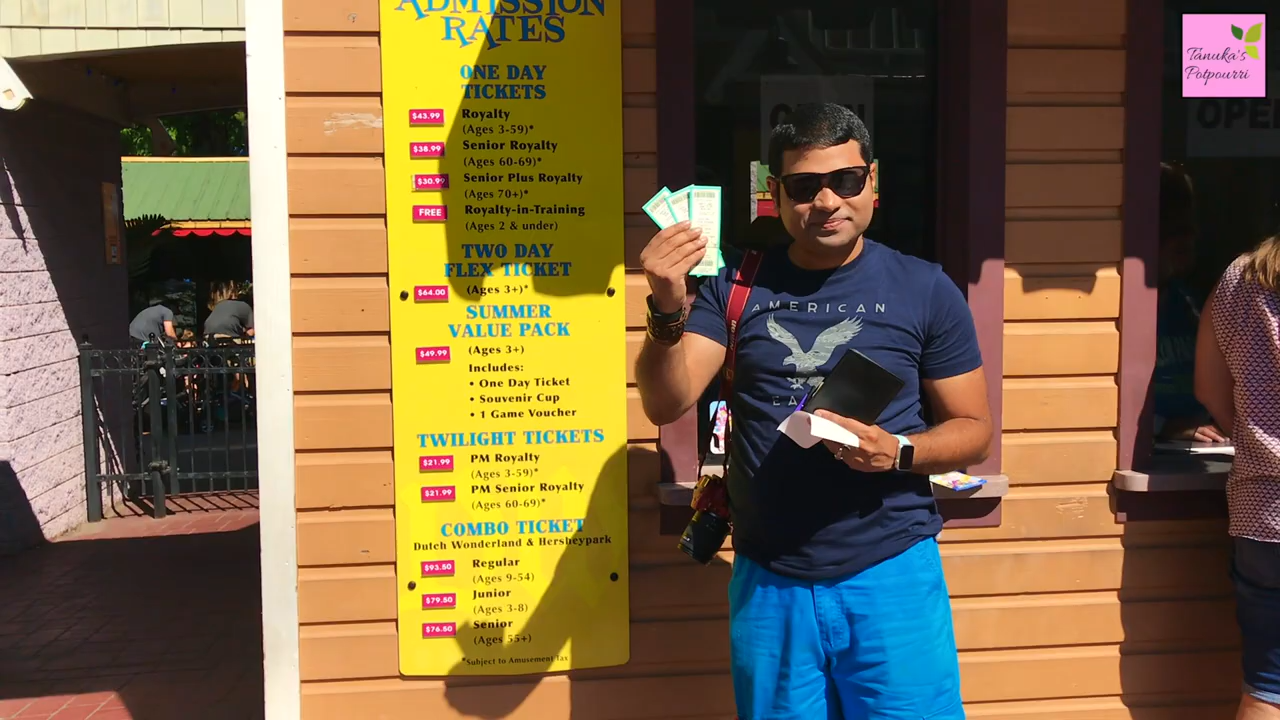 ADMISSION
RATES
ONE DAY
TICKETS
$43.99 Royalty
(Ages 3-59)*
$38.99 Senior Royalty
(Ages 60-69)*
$30.99 Senior Plus Royalty
(Ages 70+)*
FREE Royalty-in-Training
(Ages 2 & under)
TWO DAY
FLEX TICKET
$64.00 (Ages 3+)*
SUMMER
VALUE PACK
$49.99 (Ages 3+)
Includes:
• One Day Ticket
• Souvenir Cup
• 1 Game Voucher
TWILIGHT TICKETS
$21.99 PM Royalty
(Ages 3-59)*
$21.99 PM Senior Royalty
(Ages 60-69)*
COMBO TICKET
Dutch Wonderland & Hersheypark
$93.50 Regular
(Ages 9-54)
$79.50 Junior
(Ages 3-8)
$76.50 Senior
(Ages 55+)
*Subject to Amusement Tax
AMERICAN
Tanuka's
Potpourri